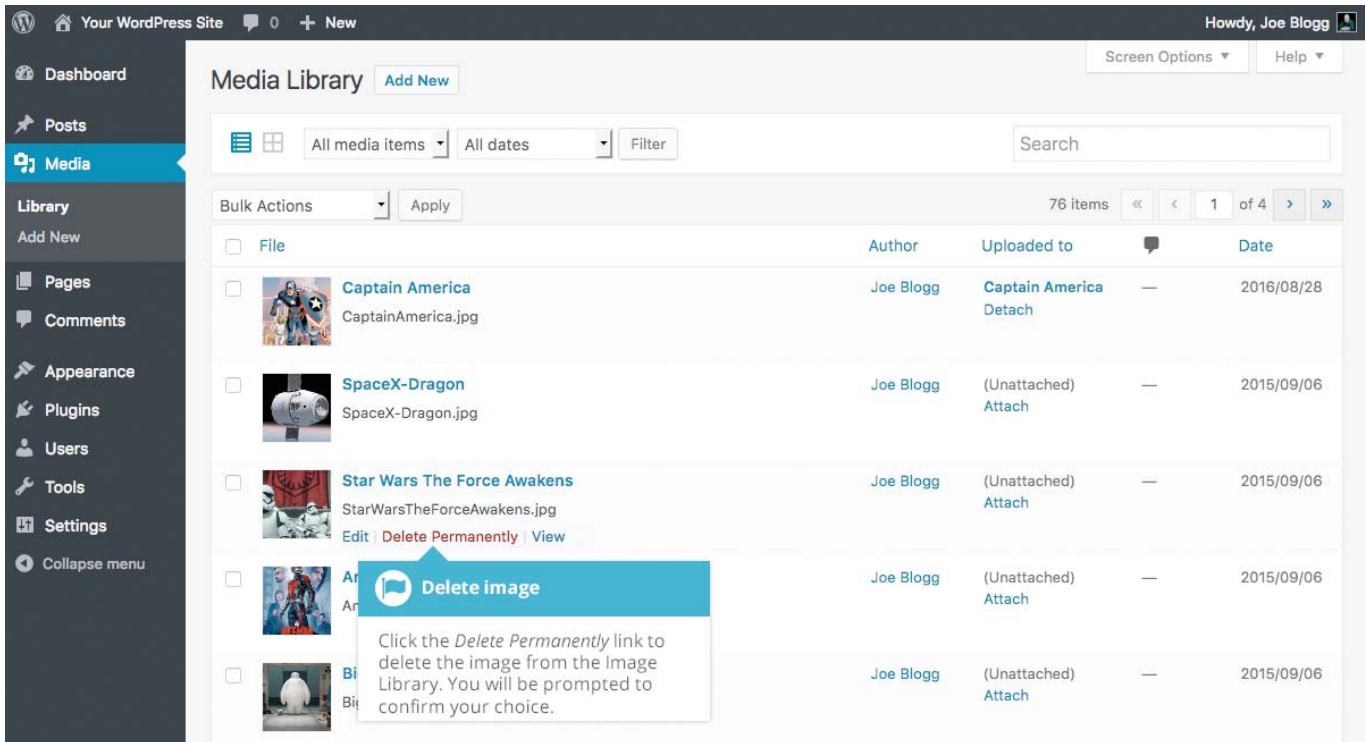 Your WordPress Site 0 + New Howdy, Joe Blogg
Screen Options Help
Dashboard
Posts
Media
Library
Add New
Pages
Comments
Appearance
Plugins
Users
Tools
Settings
Collapse menu
Media Library Add New
All media items All dates Filter Search
Bulk Actions Apply 76 items « ‹ 1 of 4 › »
File Author Uploaded to Date
Captain America Joe Blogg Captain America — 2016/08/28
CaptainAmerica.jpg Detach
SpaceX-Dragon Joe Blogg (Unattached) — 2015/09/06
SpaceX-Dragon.jpg Attach
Star Wars The Force Awakens Joe Blogg (Unattached) — 2015/09/06
StarWarsTheForceAwakens.jpg Attach
Edit | Delete Permanently | View
Joe Blogg (Unattached) — 2015/09/06
Attach
Delete image
Click the Delete Permanently link to
delete the image from the Image
Library. You will be prompted to
confirm your choice.
Joe Blogg (Unattached) — 2015/09/06
Attach